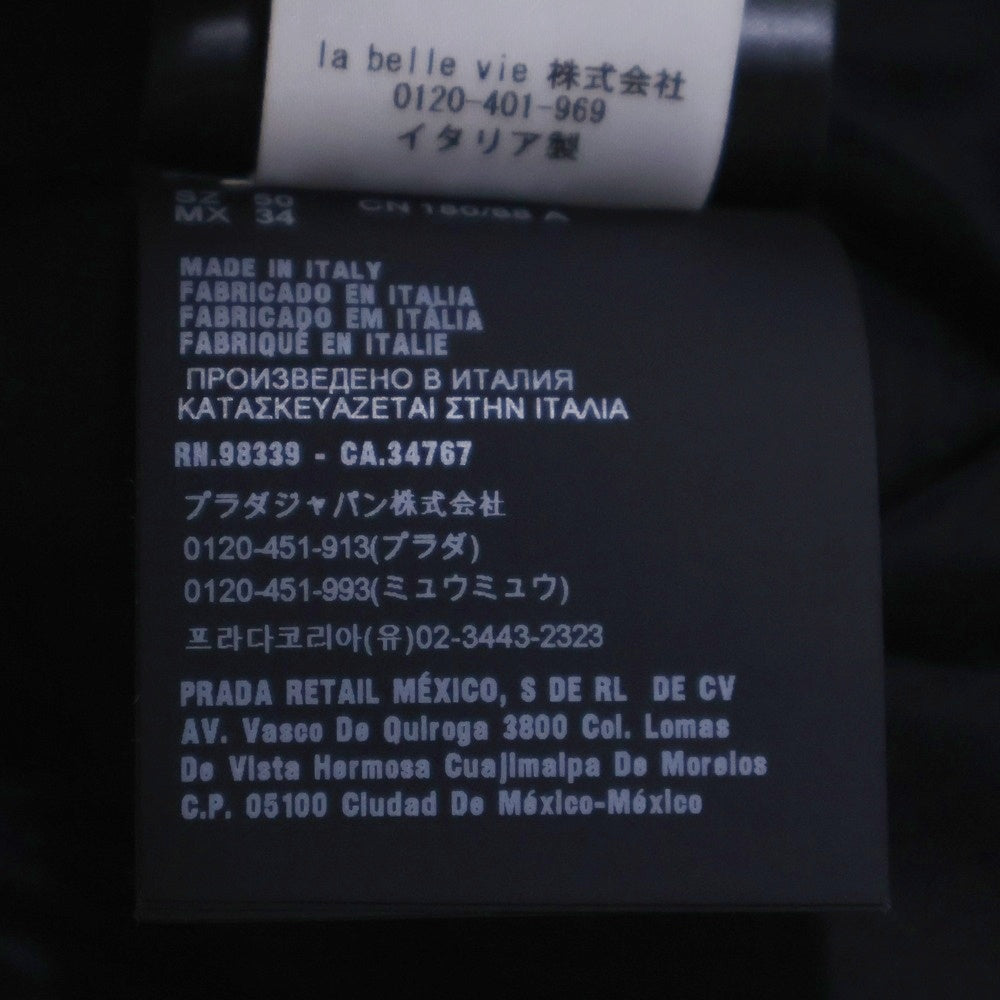 la belle vie 株式会社
0120-401-969
イタリア製
MX 34
MADE IN ITALY
FABRICADO EN ITALIA
FABRICADO EM ITÁLIA
FABRIQUÉ EN ITALIE
ПРОИЗВЕДЕНО В ИТАЛИЯ
ΚΑΤΑΣΚΕΥΑΖΕΤΑΙ ΣΤΗΝ ΙΤΑΛΙΑ
RN.98339 - CA.34767
プラダジャパン株式会社
0120-451-913(プラダ)
0120-451-993(ミュウミュウ)
프라다코리아(유)02-3443-2323
PRADA RETAIL MÉXICO, S DE RL DE CV
AV. Vasco De Quiroga 3800 Col. Lomas
De Vista Hermosa Cuajimalpa De Morelos
C.P. 05100 Ciudad De México-México